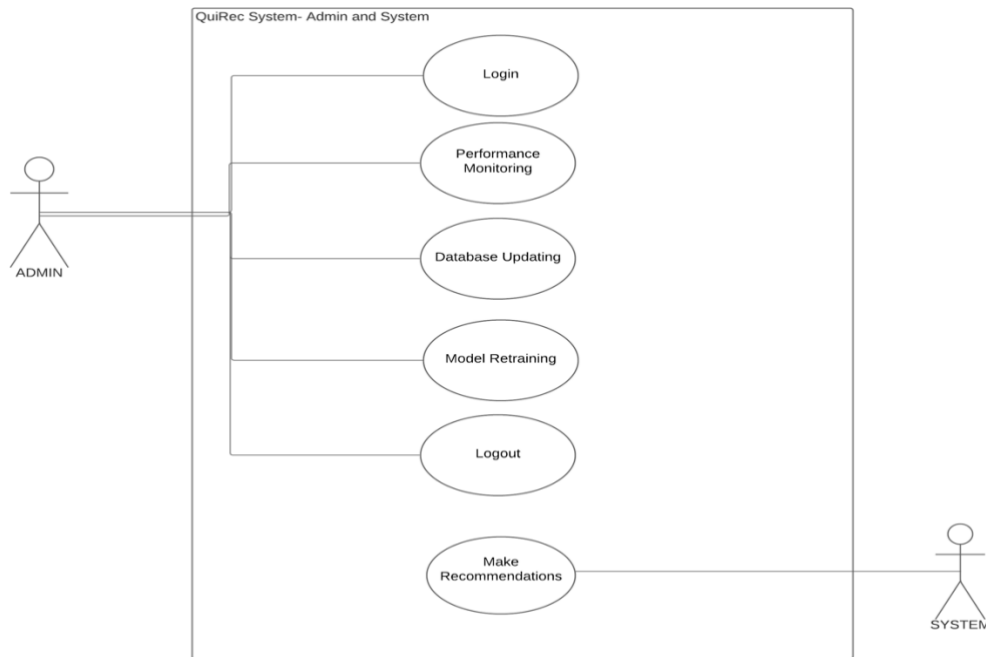 QuiRec System- Admin and System
Login
Performance
Monitoring
ADMIN
Database Updating
Model Retraining
Logout
Make
Recommendations
SYSTEM